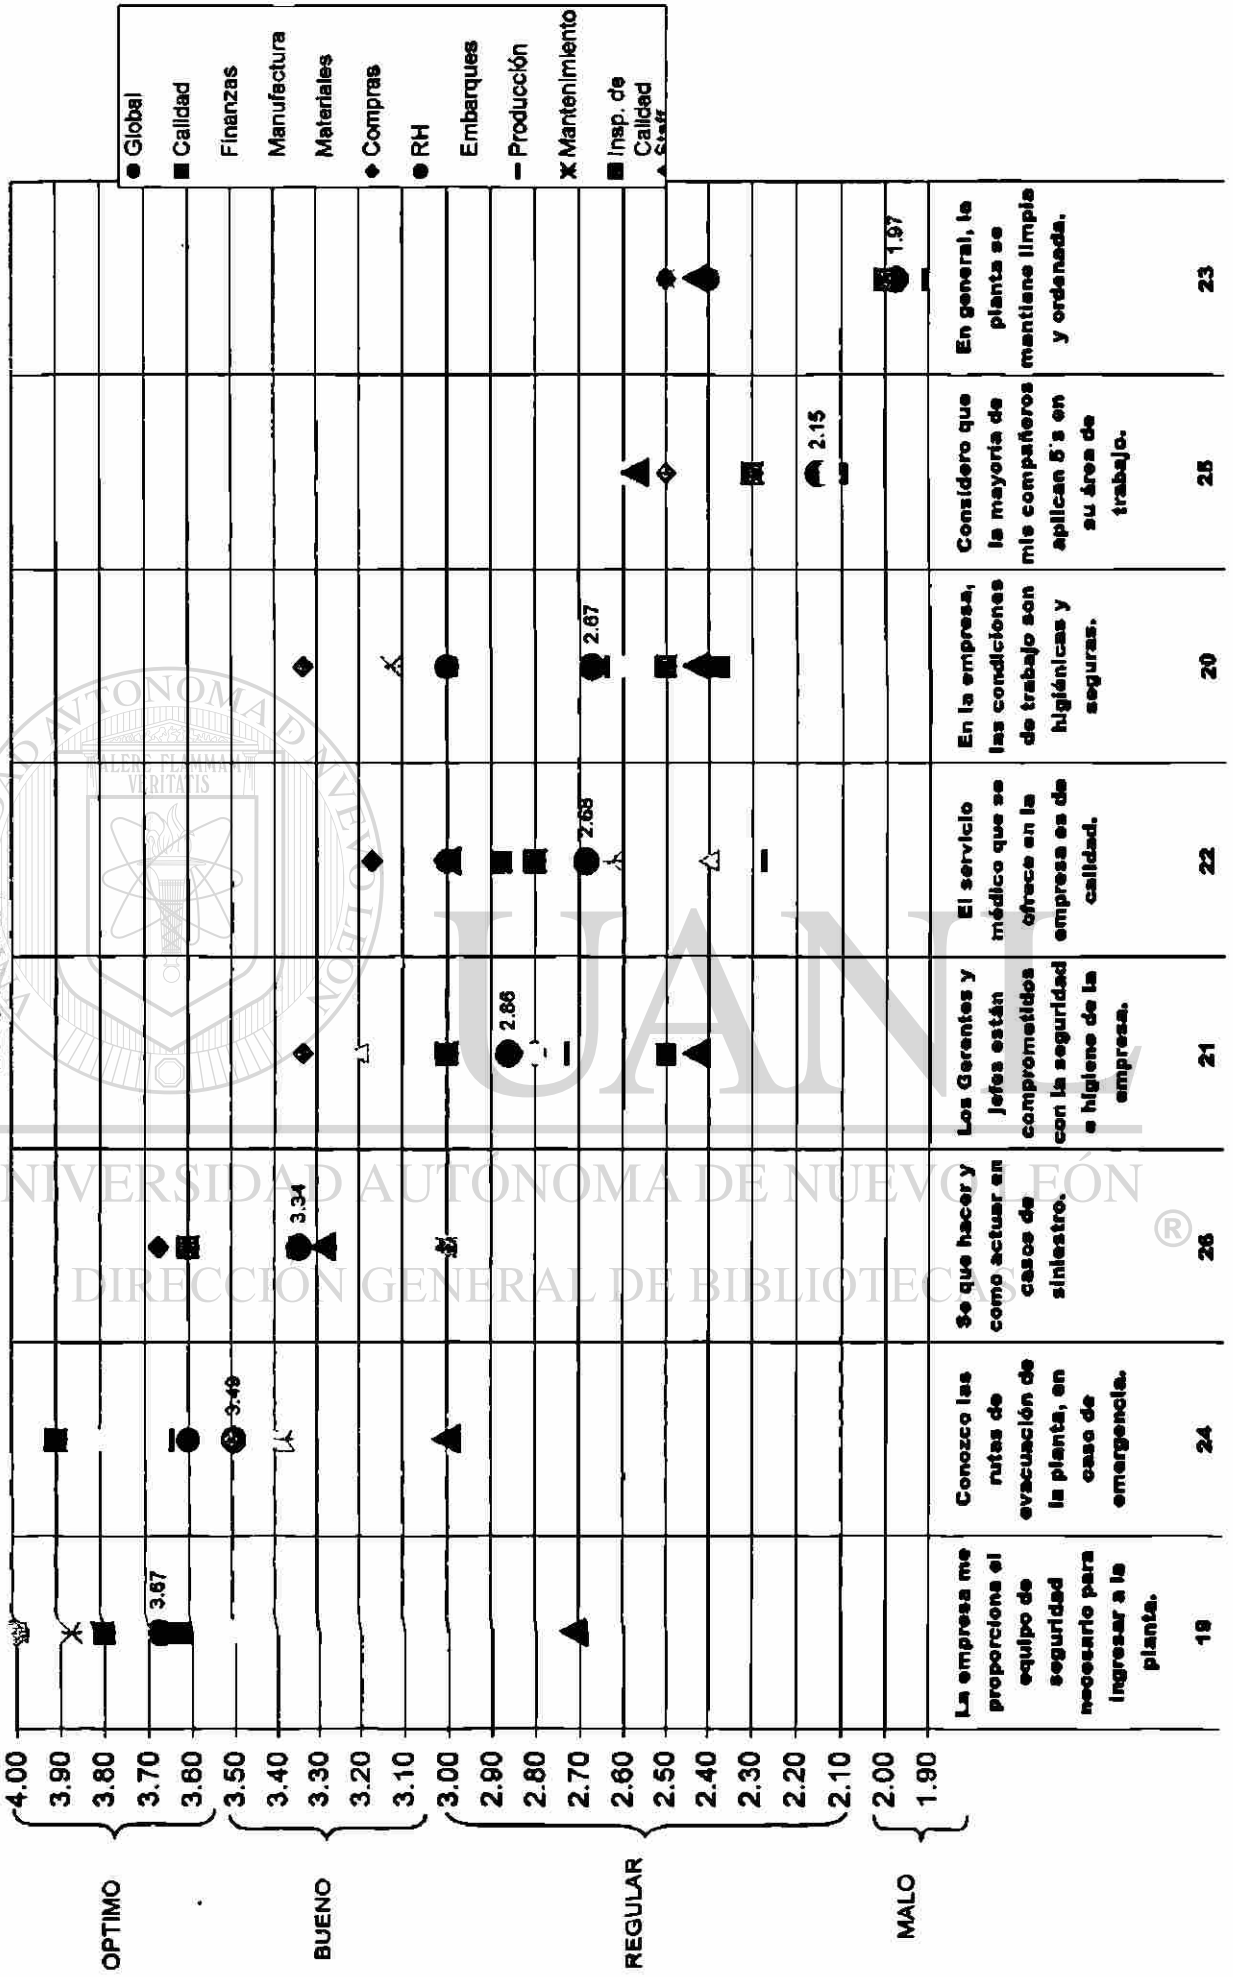 4.00
3.90
3.80
3.70
3.60
3.50
3.40
3.30
3.20
3.10
3.00
2.90
2.80
2.70
2.60
2.50
2.40
2.30
2.20
2.10
2.00
1.90
OPTIMO
BUENO
REGULAR
MALO
3.67
3.49
3.34
2.86
2.68
2.67
2.15
1.97
La empresa me
proporciona el
equipo de
seguridad
necesario para
ingresar a la
planta.
19
Conozco las
rutas de
evacuación de
la planta, en
caso de
emergencia.
24
Se que hacer y
como actuar en
casos de
siniestro.
26
Los Gerentes y
jefes están
comprometidos
con la seguridad
e higiene de la
empresa.
21
El servicio
médico que se
ofrece en la
empresa es de
calidad.
22
En la empresa,
las condiciones
de trabajo son
higiénicas y
seguras.
20
Considero que
la mayoria de
mis compañeros
aplican 5's en
su área de
trabajo.
25
En general, la
planta se
mantiene limpia
y ordenada.
23
Global
Calidad
Finanzas
Manufactura
Materiales
Compras
RH
Embarques
Producción
Mantenimiento
Insp. de
Calidad
Staff
UANL
UNIVERSIDAD AUTÓNOMA DE NUEVO LEÓN
®
DIRECCIÓN GENERAL DE BIBLIOTECAS
ALERE FLAMMAM
VERITATIS